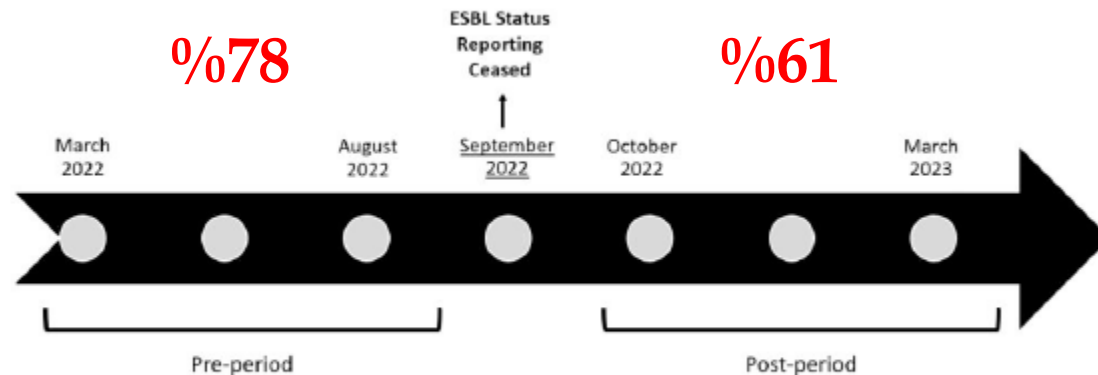 ESBL Status
Reporting
Ceased
%78
%61
March
2022
August
2022
September
2022
October
2022
March
2023
Pre-period
Post-period